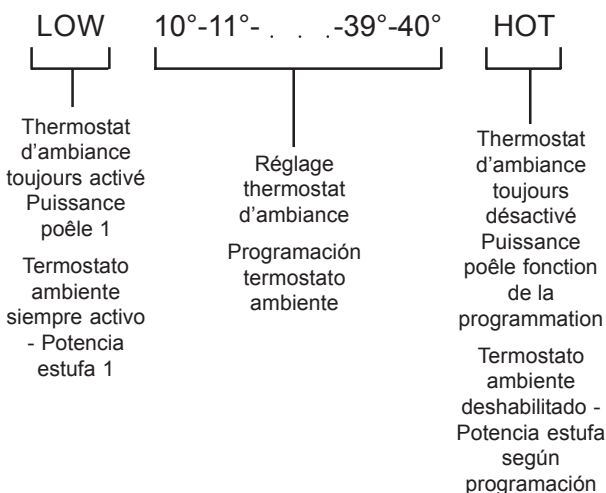 LOW 10°-11°- . . .-39°-40° HOT
Thermostat
d'ambiance
toujours activé
Puissance
poêle 1
Termostato
ambiente
siempre activo
- Potencia
estufa 1
Réglage
thermostat
d'ambiance
Programación
termostato
ambiente
Thermostat
d'ambiance
toujours
désactivé
Puissance
poêle fonction
de la
programmation
Termostato
ambiente
deshabilitado -
Potencia estufa
según
programación